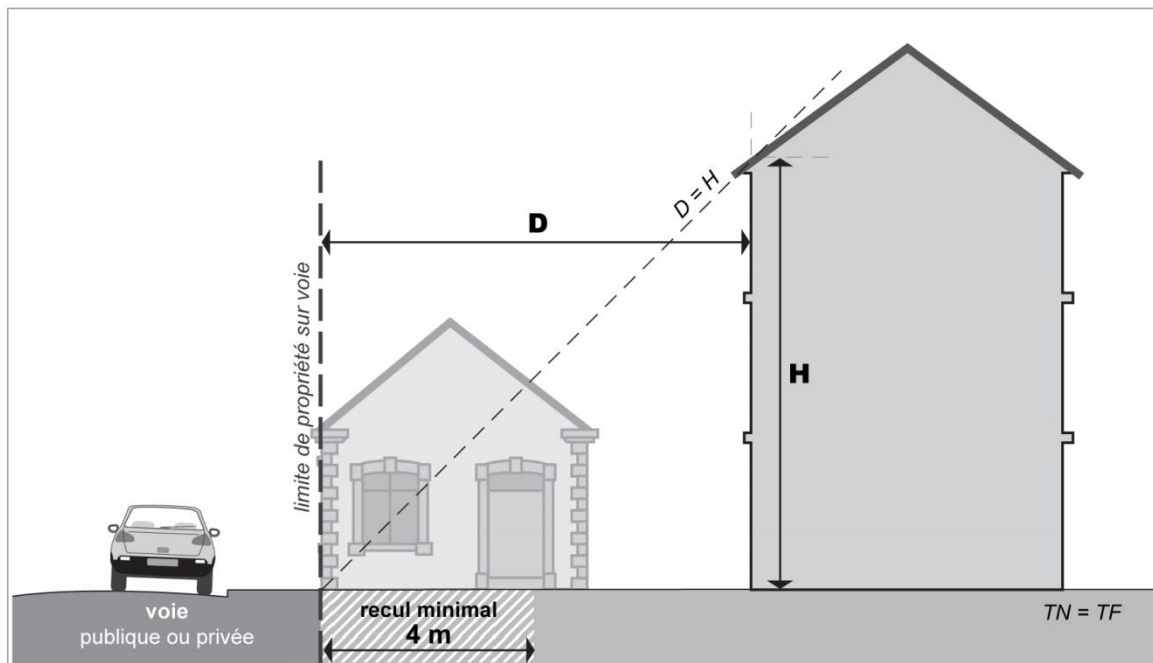 D = H
D
limite de propriété sur voie
H
voie
publique ou privée
recul minimal
4 m
TN = TF